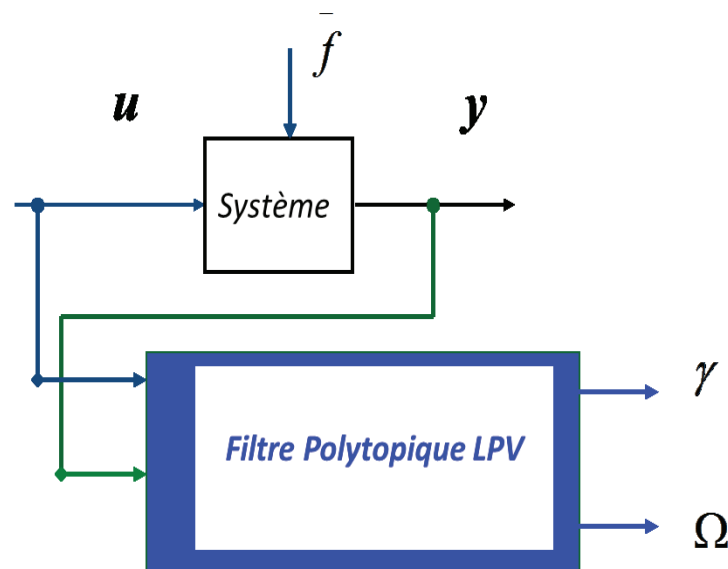 f̄
u
y
Système
γ
Filtre Polytopique LPV
Ω